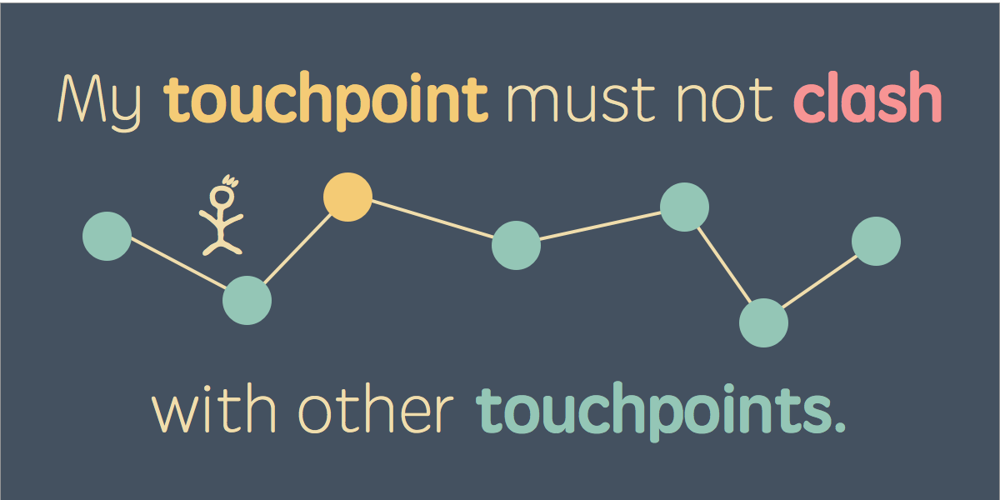 My touchpoint must not clash
with other touchpoints.